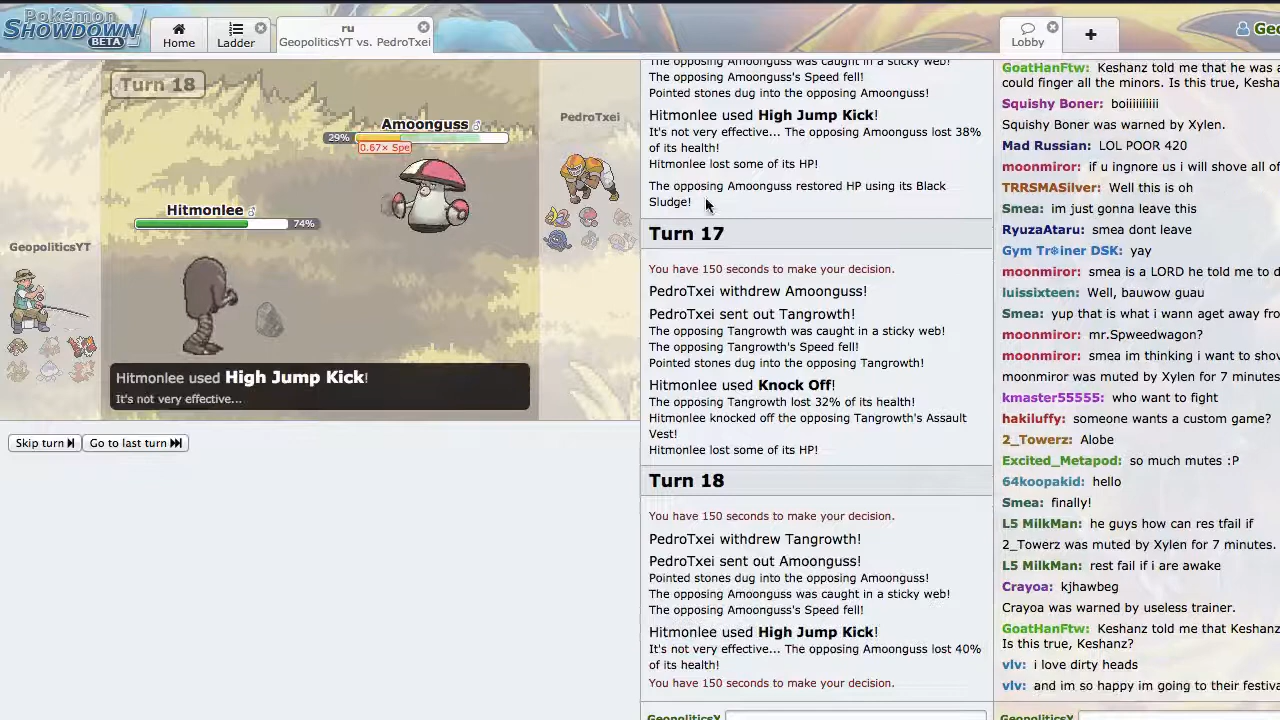 Pokémon
SHOWDOWN!
BETA
Home
Ladder
ru
GeopoliticsYT vs. PedroTxei
Lobby
Turn 18
Amoonguss
29%
0.67× Spe
Hitmonlee
74%
GeopoliticsYT
PedroTxei
Hitmonlee used High Jump Kick!
It's not very effective...
Skip turn
Go to last turn
The opposing Amoonguss was caught in a sticky web!
The opposing Amoonguss's Speed fell!
Pointed stones dug into the opposing Amoonguss!
Hitmonlee used High Jump Kick!
It's not very effective... The opposing Amoonguss lost 38%
of its health!
Hitmonlee lost some of its HP!
The opposing Amoonguss restored HP using its Black
Sludge!
Turn 17
You have 150 seconds to make your decision.
PedroTxei withdrew Amoonguss!
PedroTxei sent out Tangrowth!
The opposing Tangrowth was caught in a sticky web!
The opposing Tangrowth's Speed fell!
Pointed stones dug into the opposing Tangrowth!
Hitmonlee used Knock Off!
The opposing Tangrowth lost 32% of its health!
Hitmonlee knocked off the opposing Tangrowth's Assault
Vest!
Hitmonlee lost some of its HP!
Turn 18
You have 150 seconds to make your decision.
PedroTxei withdrew Tangrowth!
PedroTxei sent out Amoonguss!
Pointed stones dug into the opposing Amoonguss!
The opposing Amoonguss was caught in a sticky web!
The opposing Amoonguss's Speed fell!
Hitmonlee used High Jump Kick!
It's not very effective... The opposing Amoonguss lost 40%
of its health!
You have 150 seconds to make your decision.
GoatHanFtw: Keshanz told me that he was a
could finger all the minors. Is this true, Kesha
Squishy Boner: boiiiiiiiiii
Squishy Boner was warned by Xylen.
Mad Russian: LOL POOR 420
moonmiror: if u ingnore us i will shove all of
TRRSMASilver: Well this is oh
Smea: im just gonna leave this
RyuzaAtaru: smea dont leave
Gym Tr☼iner DSK: yay
moonmiror: smea is a LORD he told me to d
luissixteen: Well, bauwow guau
Smea: yup that is what i wann aget away fro
moonmiror: mr.Spweedwagon?
moonmiror: smea im thinking i want to shov
moonmiror was muted by Xylen for 7 minutes
kmaster55555: who want to fight
hakiluffy: someone wants a custom game?
2_Towerz: Alobe
Excited_Metapod: so much mutes :P
64koopakid: hello
Smea: finally!
L5 MilkMan: he guys how can res tfail if
2_Towerz was muted by Xylen for 7 minutes.
L5 MilkMan: rest fail if i are awake
Crayoa: kjhawbeg
Crayoa was warned by useless trainer.
GoatHanFtw: Keshanz told me that Keshanz
Is this true, Keshanz?
vlv: i love dirty heads
vlv: and im so happy im going to their festiva